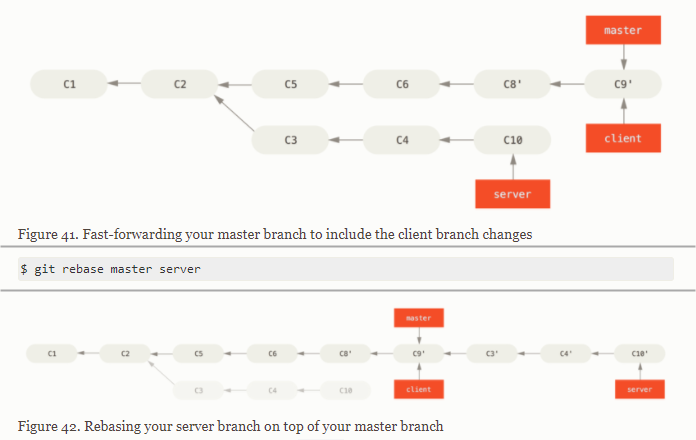 master
C1 C2 C5 C6 C8' C9'
C3 C4 C10
client
server
Figure 41. Fast-forwarding your master branch to include the client branch changes
$ git rebase master server
master
C1 C2 C5 C6 C8' C9' C3' C4' C10'
C3 C4 C10
client
server
Figure 42. Rebasing your server branch on top of your master branch